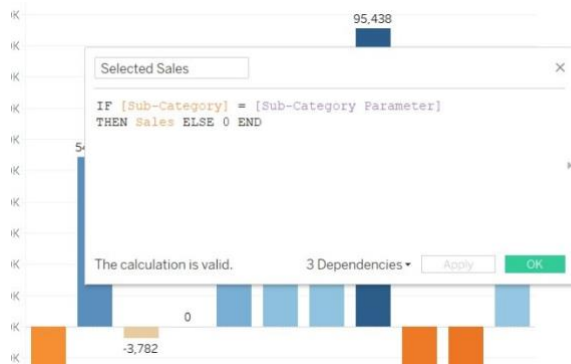 95,438
Selected Sales
IF [Sub-Category] = [Sub-Category Parameter]
THEN Sales ELSE 0 END
The calculation is valid.
3 Dependencies
Apply
OK
0
-3,782